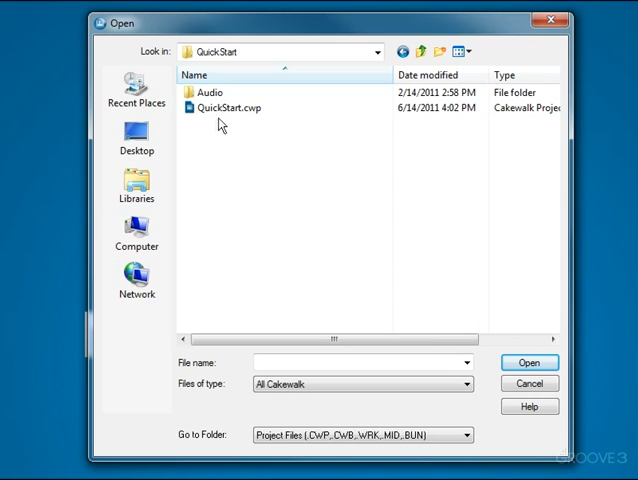 Open
Look in: QuickStart
Name Date modified Type
Audio 2/14/2011 2:58 PM File folder
QuickStart.cwp 6/14/2011 4:02 PM Cakewalk Projec
Recent Places
Desktop
Libraries
Computer
Network
File name: Open
Files of type: All Cakewalk Cancel
Help
Go to Folder: Project Files (.CWP,.CWB,.WRK,.MID,.BUN)
GROOVE3